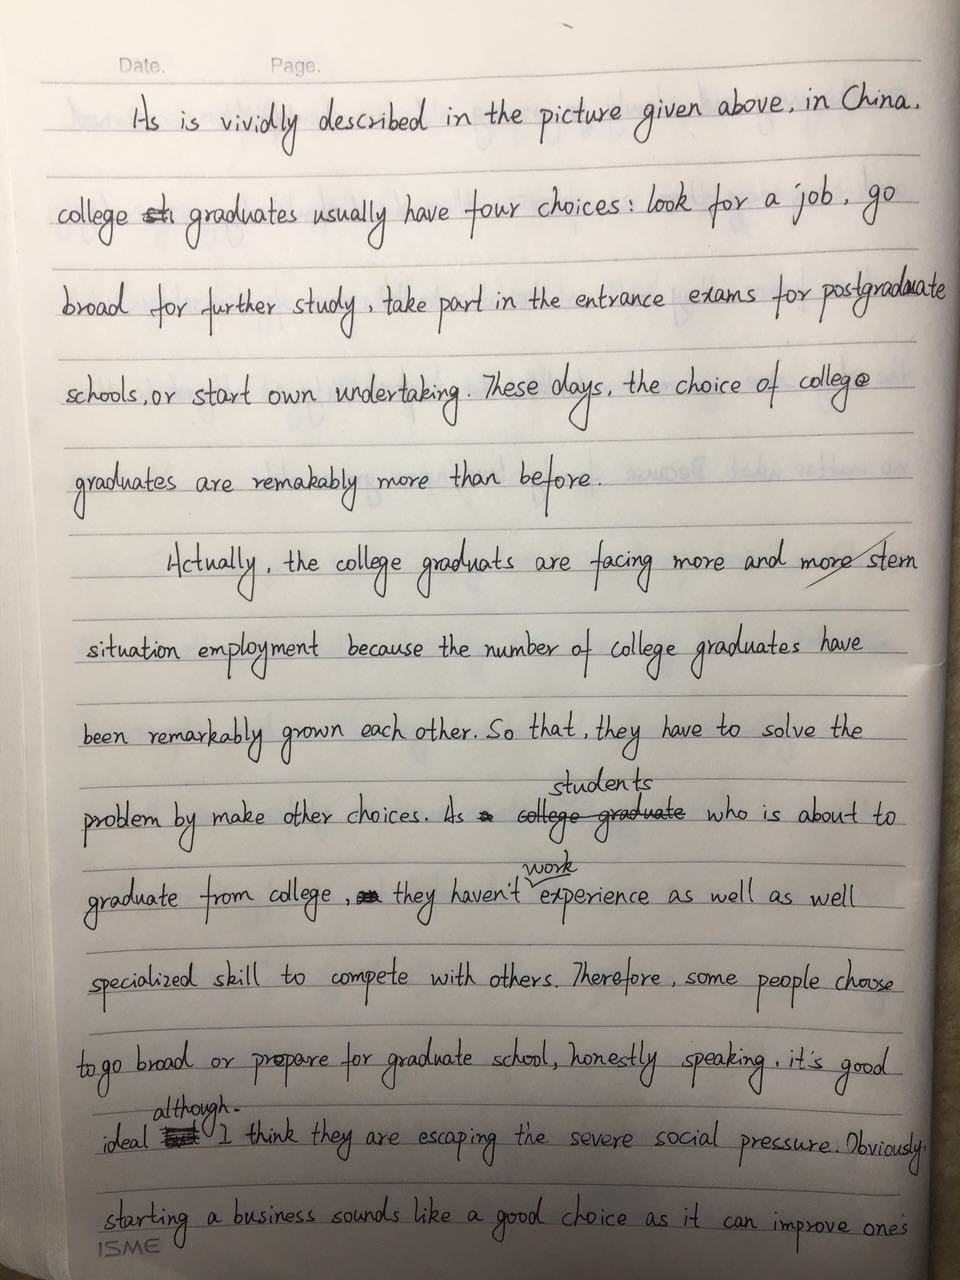 Date. Page.
As is vividly described in the picture given above, in China,
college graduates usually have four choices: look for a job, go
broad for further study, take part in the entrance exams for postgraduate
schools, or start own undertaking. These days, the choice of college
graduates are remakably more than before.
Actually, the college graduats are facing more and more stern
situation employment because the number of college graduates have
been remarkably grown each other. So that, they have to solve the
students
problem by make other choices. As a college graduate who is about to
work
graduate from college, they haven't experience as well as well
specialized skill to compete with others. Therefore, some people choose
to go broad or prepare for graduate school, honestly speaking, it's good
although.
ideal I think they are escaping the severe social pressure. Obviously,
starting a business sounds like a good choice as it can improve one's
ISME